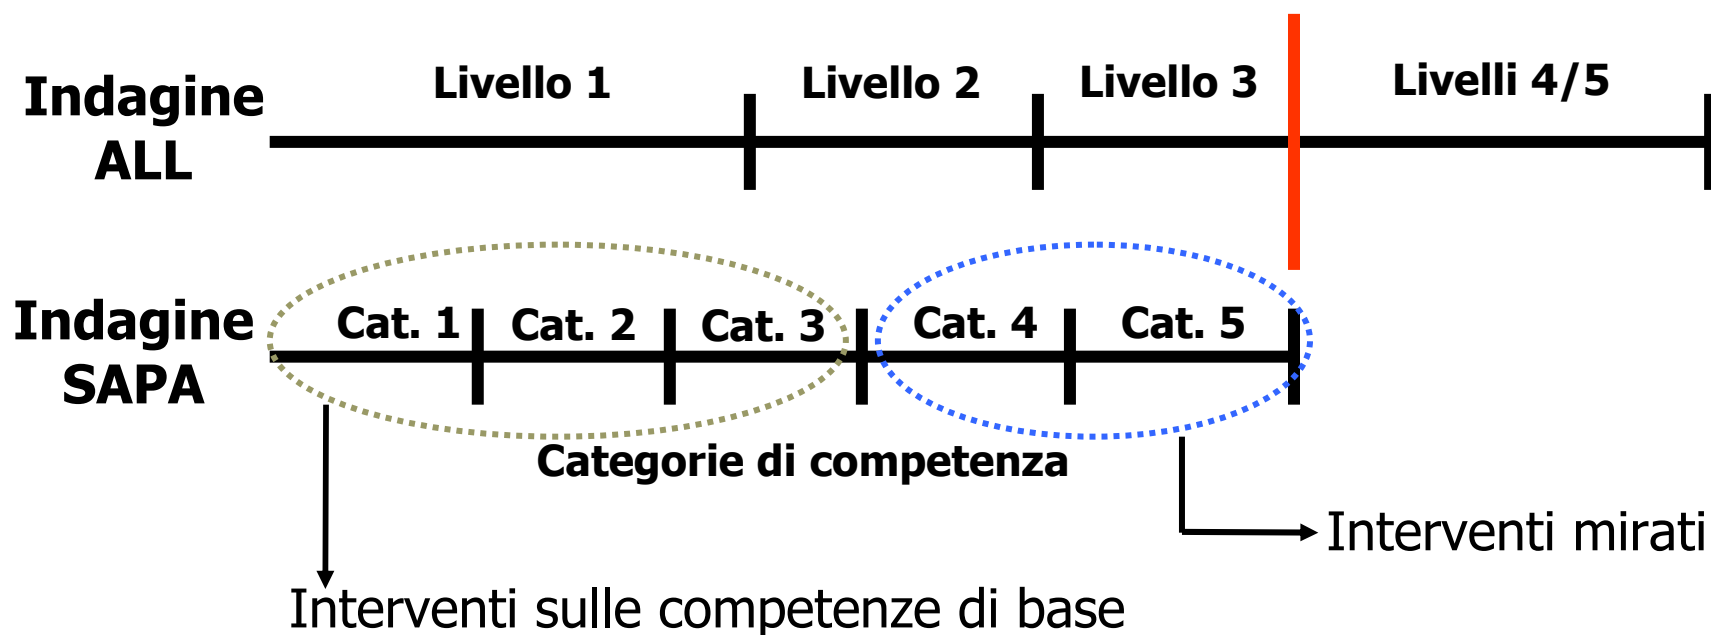 Indagine
ALL
Livello 1
Livello 2
Livello 3
Livelli 4/5
Indagine
SAPA
Cat. 1
Cat. 2
Cat. 3
Cat. 4
Cat. 5
Categorie di competenza
Interventi mirati
Interventi sulle competenze di base